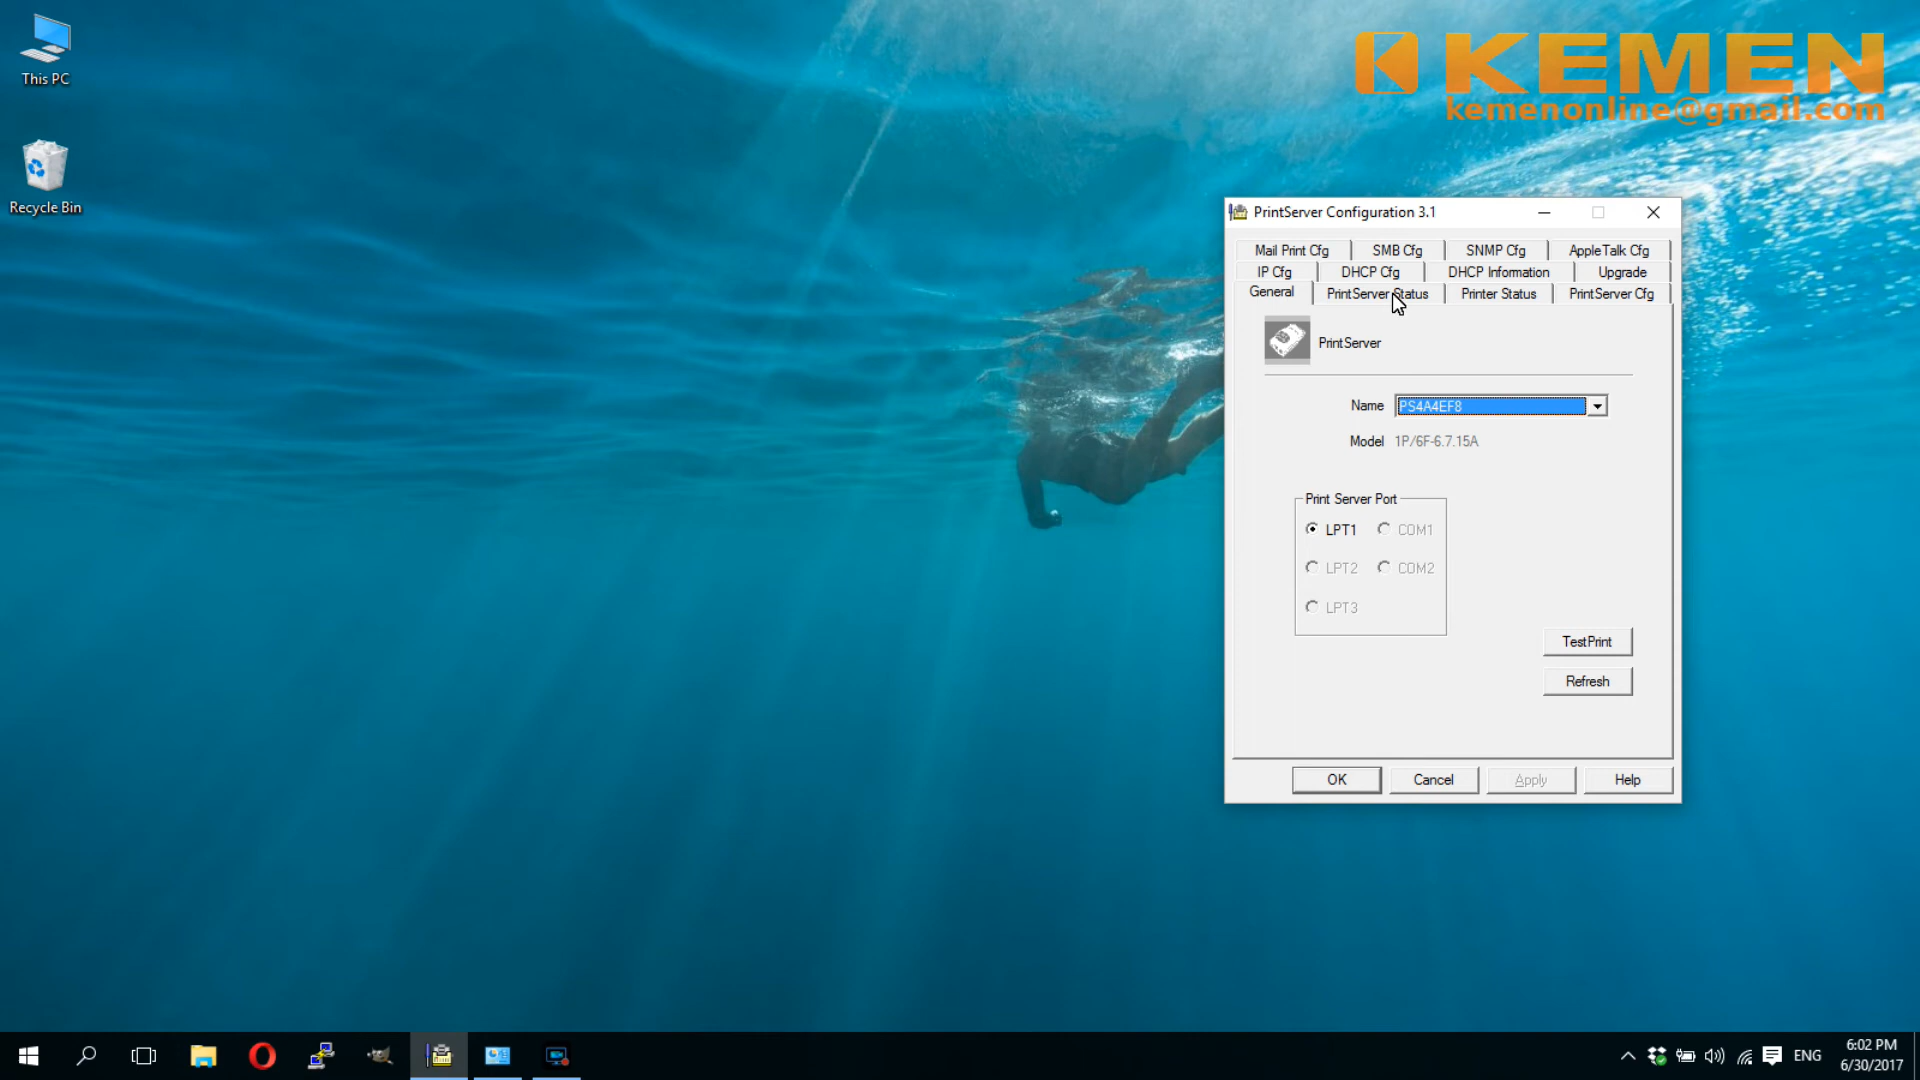 This PC
Recycle Bin
KEMEN
kemenonline@gmail.com
PrintServer Configuration 3.1
Mail Print Cfg
SMB Cfg
SNMP Cfg
AppleTalk Cfg
IP Cfg
DHCP Cfg
DHCP Information
Upgrade
General
PrintServer Status
Printer Status
PrintServer Cfg
PrintServer
Name PS4A4EF8
Model 1P/6F-6.7.15A
Print Server Port
LPT1 COM1
LPT2 COM2
LPT3
TestPrint
Refresh
OK
Cancel
Apply
Help
ENG
6:02 PM
6/30/2017